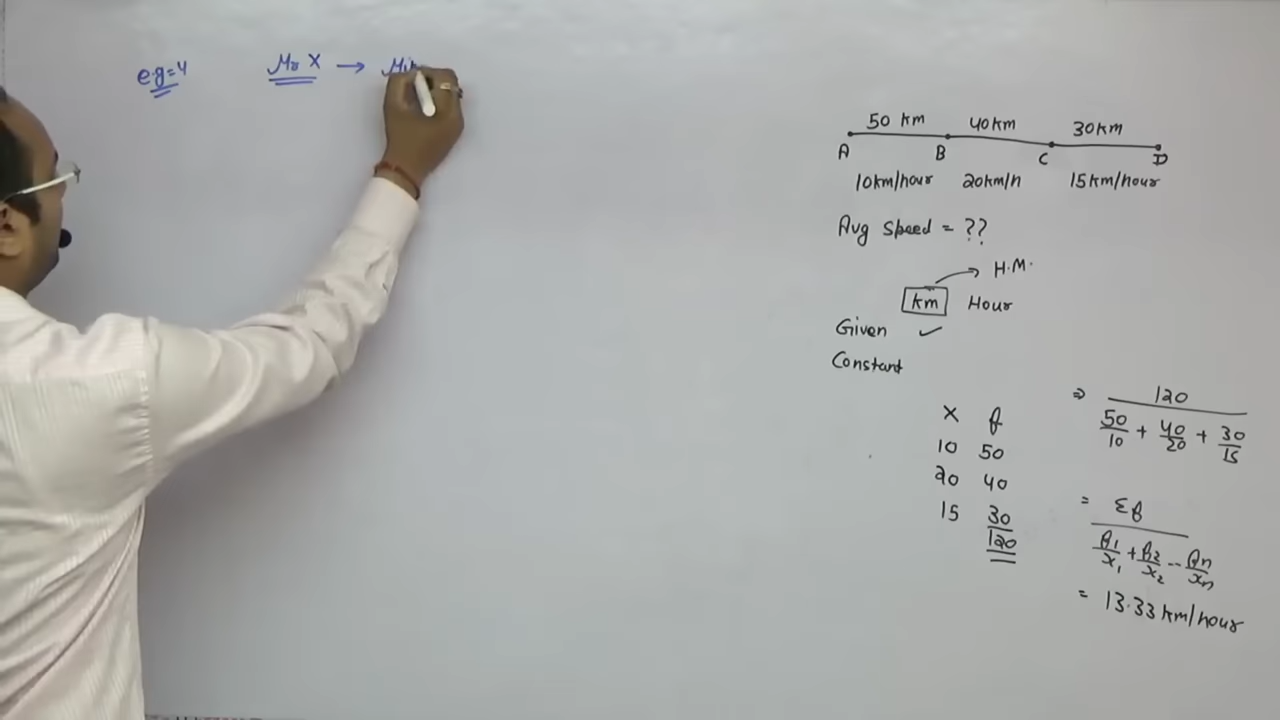 e.g=4 Mr X →
50 km 40km 30km
A B C D
10km/hour 20km/h 15km/hour
Avg Speed = ??
→ H.M.
km Hour
Given ✓
Constant
X f
10 50
20 40
15 30
120
⇒ 120
50/10 + 40/20 + 30/15
= Σf
f1/x1 + f2/x2 -- fn/xn
= 13.33 km/hour